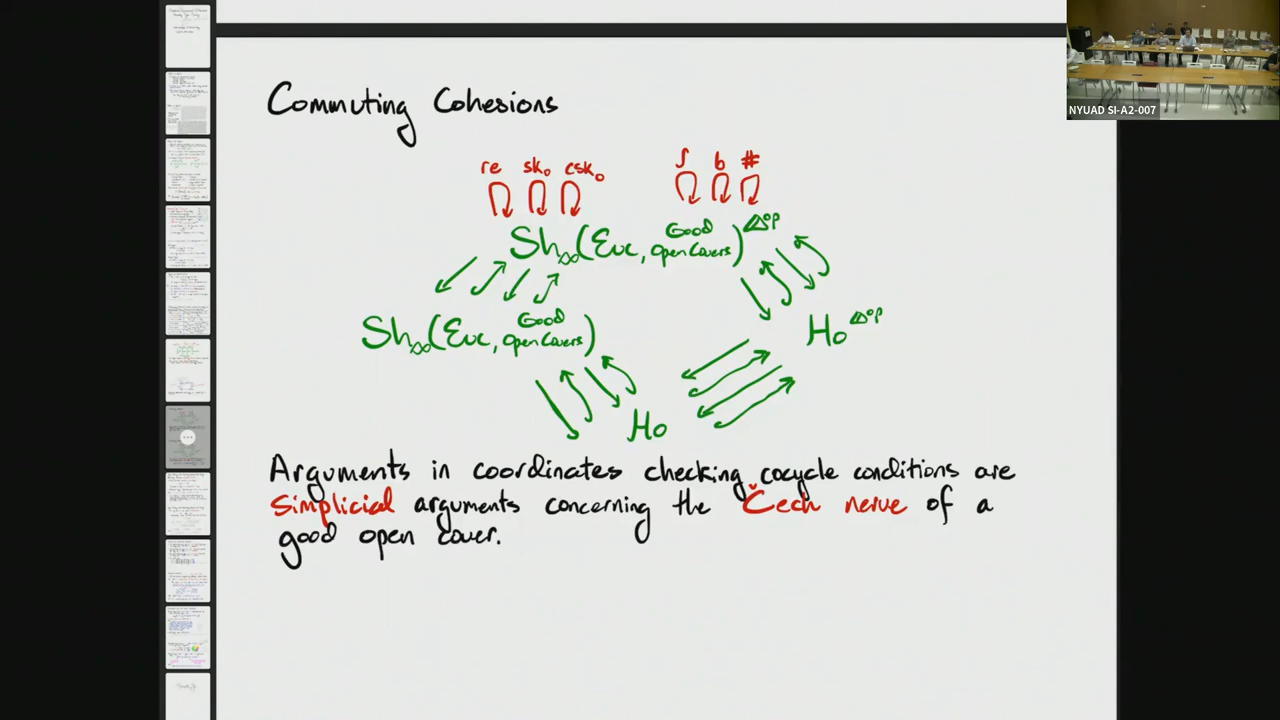 NYUAD SI-A2-007
Commuting Cohesions
re sk₀ csk₀ ʃ ♭ #
Sh∞(Euc, Good open covers)^Δop
Sh∞(Euc, Good open covers)
Ho^Δop
Ho
Arguments in coordinates checking cocycle conditions are
Simplicial arguments concerning the Čech nerve of a
good open cover.